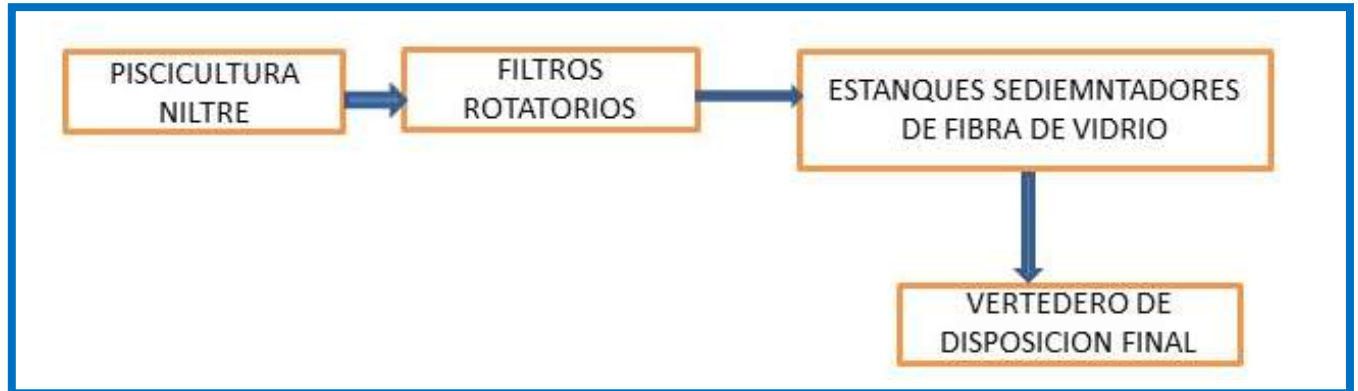 PISCICULTURA
NILTRE
FILTROS
ROTATORIOS
ESTANQUES SEDIEMNTADORES
DE FIBRA DE VIDRIO
VERTEDERO DE
DISPOSICION FINAL